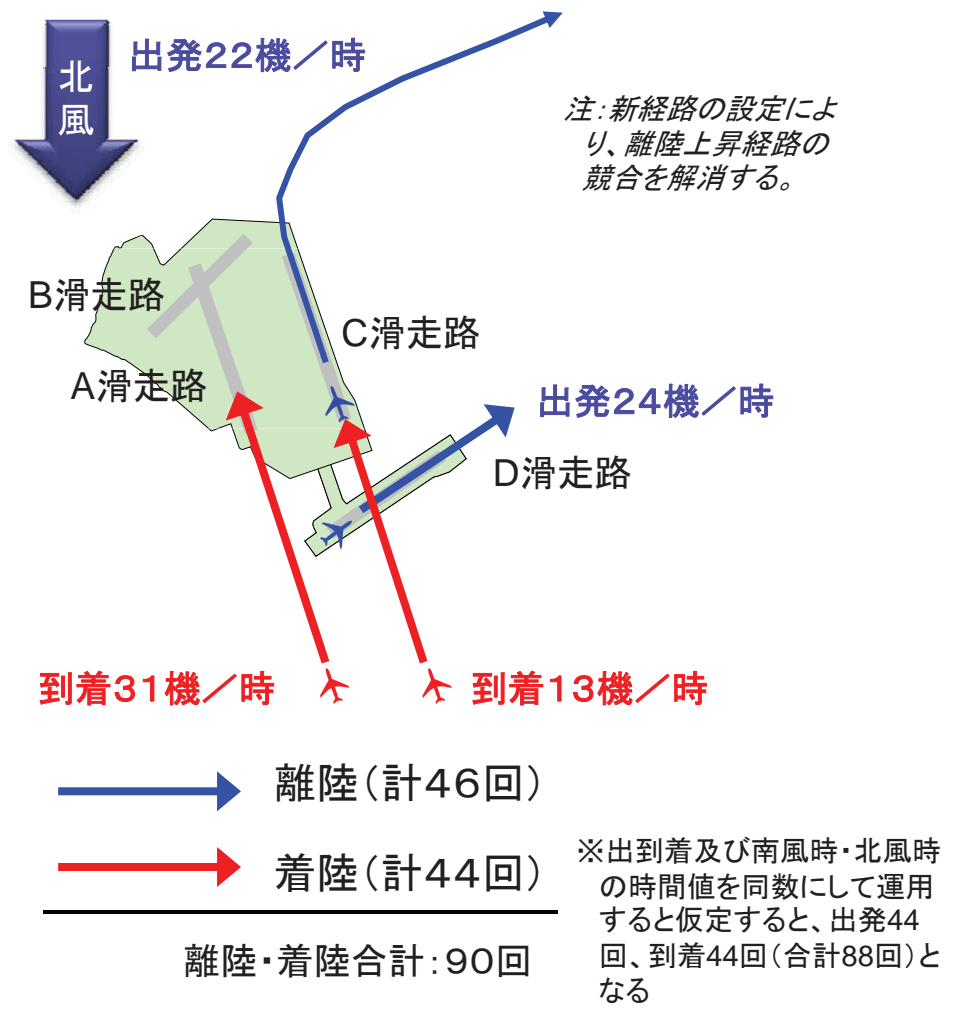 北
風
出発22機／時
注：新経路の設定によ
り、離陸上昇経路の
競合を解消する。
B滑走路
C滑走路
A滑走路
出発24機／時
D滑走路
到着31機／時
到着13機／時
離陸（計46回）
着陸（計44回）
離陸・着陸合計：90回
※出到着及び南風時・北風時
の時間値を同数にして運用
すると仮定すると、出発44
回、到着44回（合計88回）と
なる